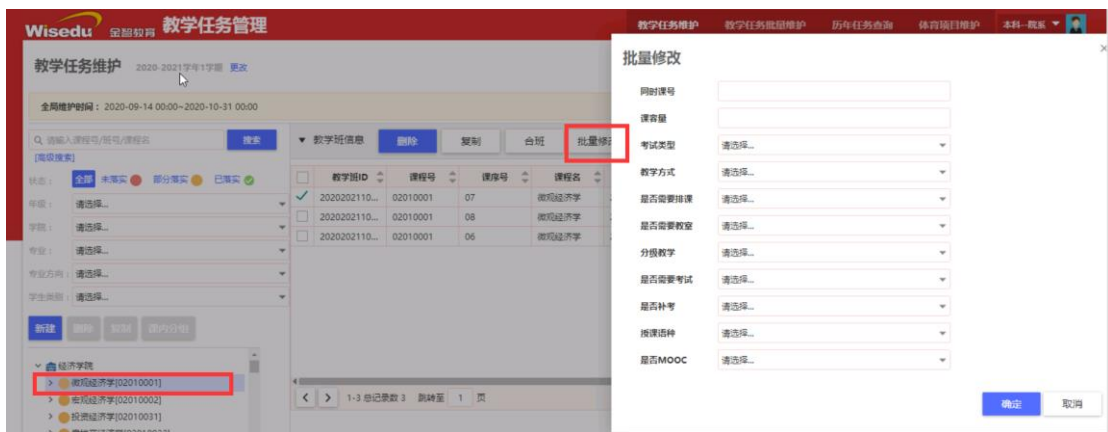 Wisedu 金智教育 教学任务管理
教学任务维护 教学任务批量维护 历年任务查询 体育项目维护 本科--院系
教学任务维护 2020-2021学年1学期 更改
全局维护时间：2020-09-14 00:00~2020-10-31 00:00
请输入课程号/班号/课程名 搜索
[高级搜索]
状态： 全部 未落实 部分落实 已落实
年级： 请选择...
学院： 请选择...
专业： 请选择...
专业方向： 请选择...
学生类别： 请选择...
新建 删除 复制 课内分组
经济学院
微观经济学[02010001]
宏观经济学[02010002]
投资经济学[02010031]
教学班信息 删除 复制 合班 批量修
教学班ID 课程号 课序号 课程名
2020202110... 02010001 07 微观经济学
2020202110... 02010001 08 微观经济学
2020202110... 02010001 06 微观经济学
1-3 总记录数 3 跳转至 1 页
批量修改
同时课号
课容量
考试类型 请选择...
教学方式 请选择...
是否需要排课 请选择...
是否需要教室 请选择...
分级教学 请选择...
是否需要考试 请选择...
是否补考 请选择...
授课语种 请选择...
是否MOOC 请选择...
确定 取消